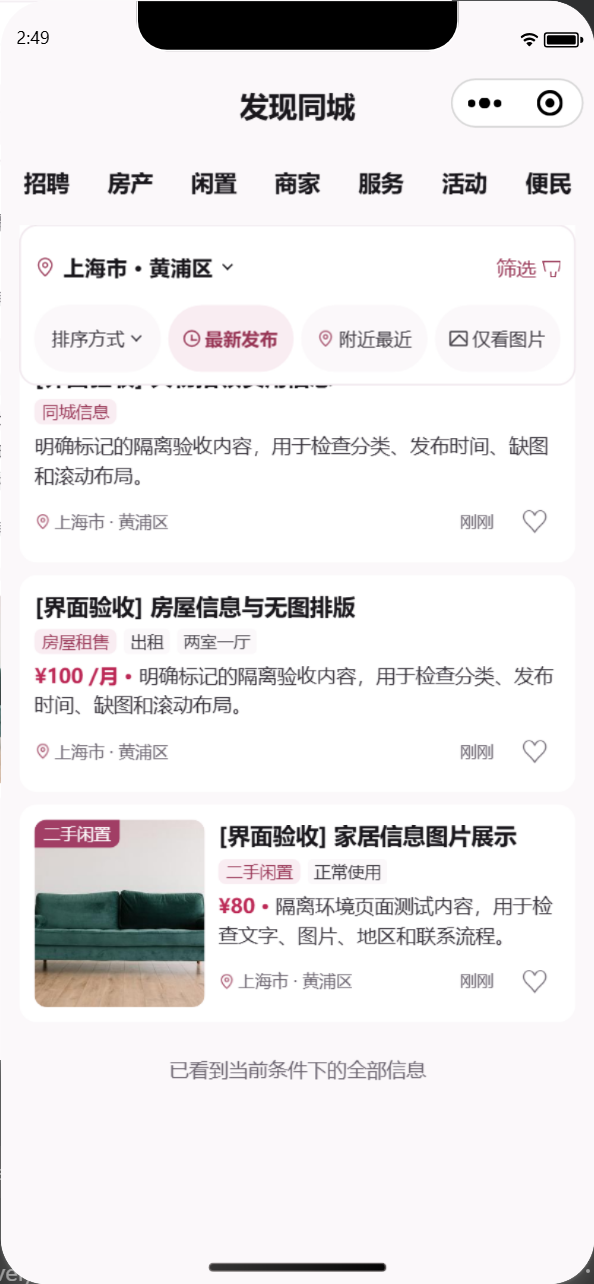 2:49
发现同城
招聘 房产 闲置 商家 服务 活动 便民
上海市 • 黄浦区 筛选
排序方式 最新发布 附近最近 仅看图片
同城信息
明确标记的隔离验收内容，用于检查分类、发布时间、缺图
和滚动布局。
上海市 · 黄浦区 刚刚
[界面验收] 房屋信息与无图排版
房屋租售 出租 两室一厅
¥100 /月 • 明确标记的隔离验收内容，用于检查分类、发布
时间、缺图和滚动布局。
上海市 · 黄浦区 刚刚
二手闲置
[界面验收] 家居信息图片展示
二手闲置 正常使用
¥80 • 隔离环境页面测试内容，用于检
查文字、图片、地区和联系流程。
上海市 · 黄浦区 刚刚
已看到当前条件下的全部信息